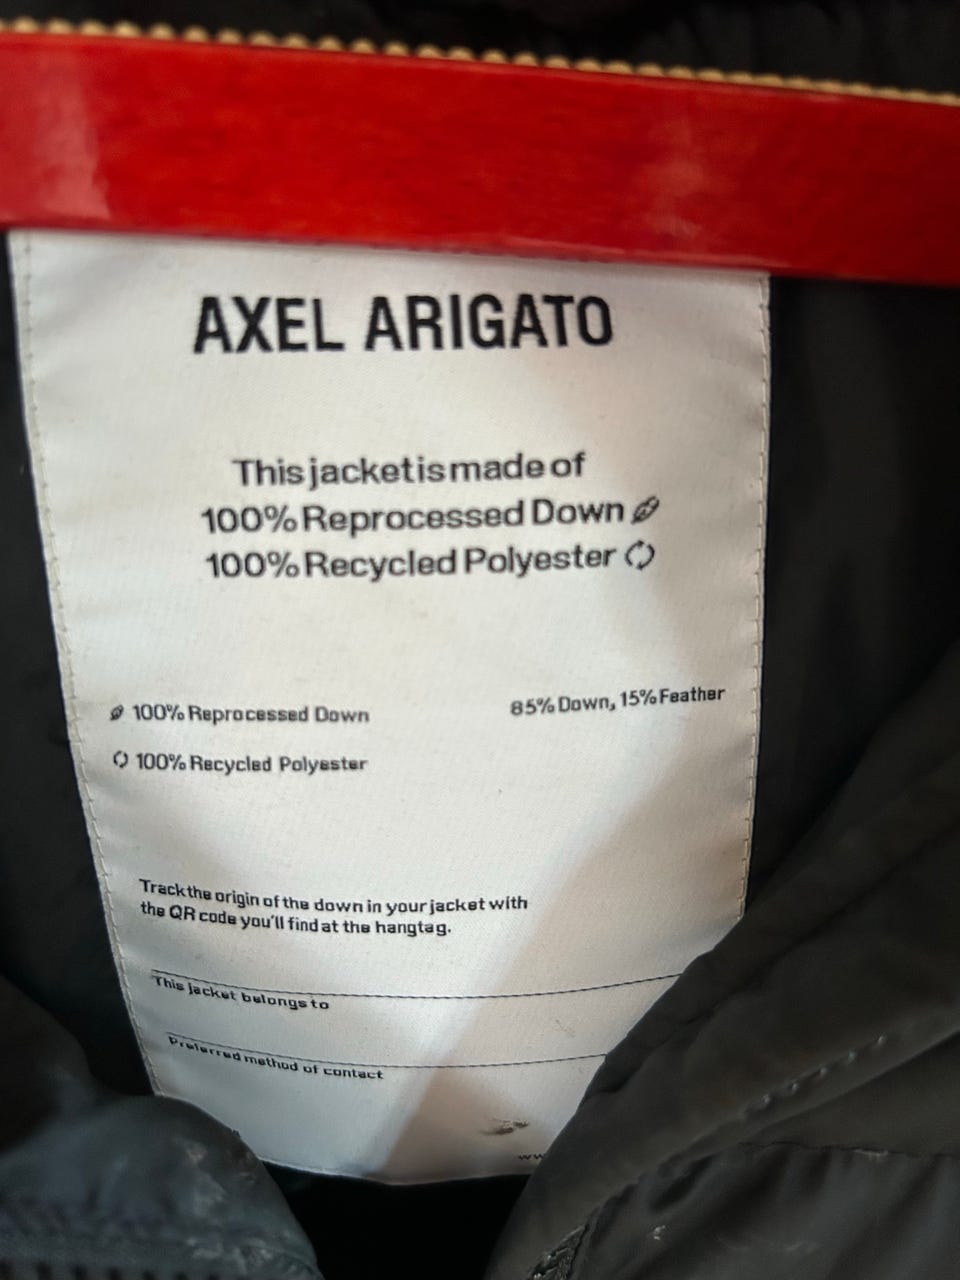 AXEL ARIGATO
This jacket is made of
100% Reprocessed Down
100% Recycled Polyester
100% Reprocessed Down 85% Down, 15% Feather
100% Recycled Polyester
Track the origin of the down in your jacket with
the QR code you'll find at the hangtag.
This jacket belongs to
Preferred method of contact